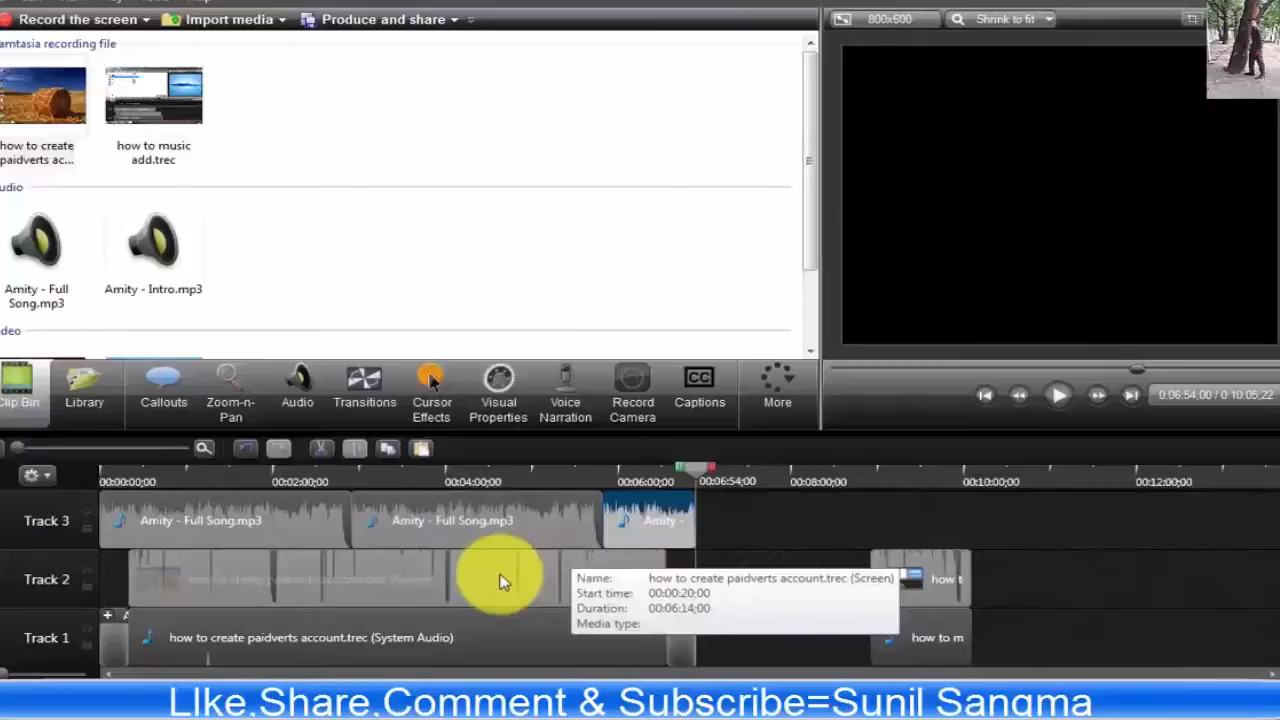 Record the screen
Import media
Produce and share
800x600
Shrink to fit
amtasia recording file
how to create
paidverts ac...
how to music
add.trec
udio
Amity - Full
Song.mp3
Amity - Intro.mp3
ideo
Clip Bin
Library
Callouts
Zoom-n-
Pan
Audio
Transitions
Cursor
Effects
Visual
Properties
Voice
Narration
Record
Camera
CC
Captions
More
0:06:54;00 / 0:10:05;22
00:00:00;00
00:02:00;00
00:04:00;00
00:06:00;00
00:06:54;00
00:08:00;00
00:10:00;00
00:12:00;00
Track 3
Amity - Full Song.mp3
Amity - Full Song.mp3
Amity -
Track 2
how t
Name: how to create paidverts account.trec (Screen)
Start time: 00:00:20;00
Duration: 00:06:14;00
Media type:
Track 1
how to create paidverts account.trec (System Audio)
how to m
LIke,Share,Comment & Subscribe=Sunil Sangma